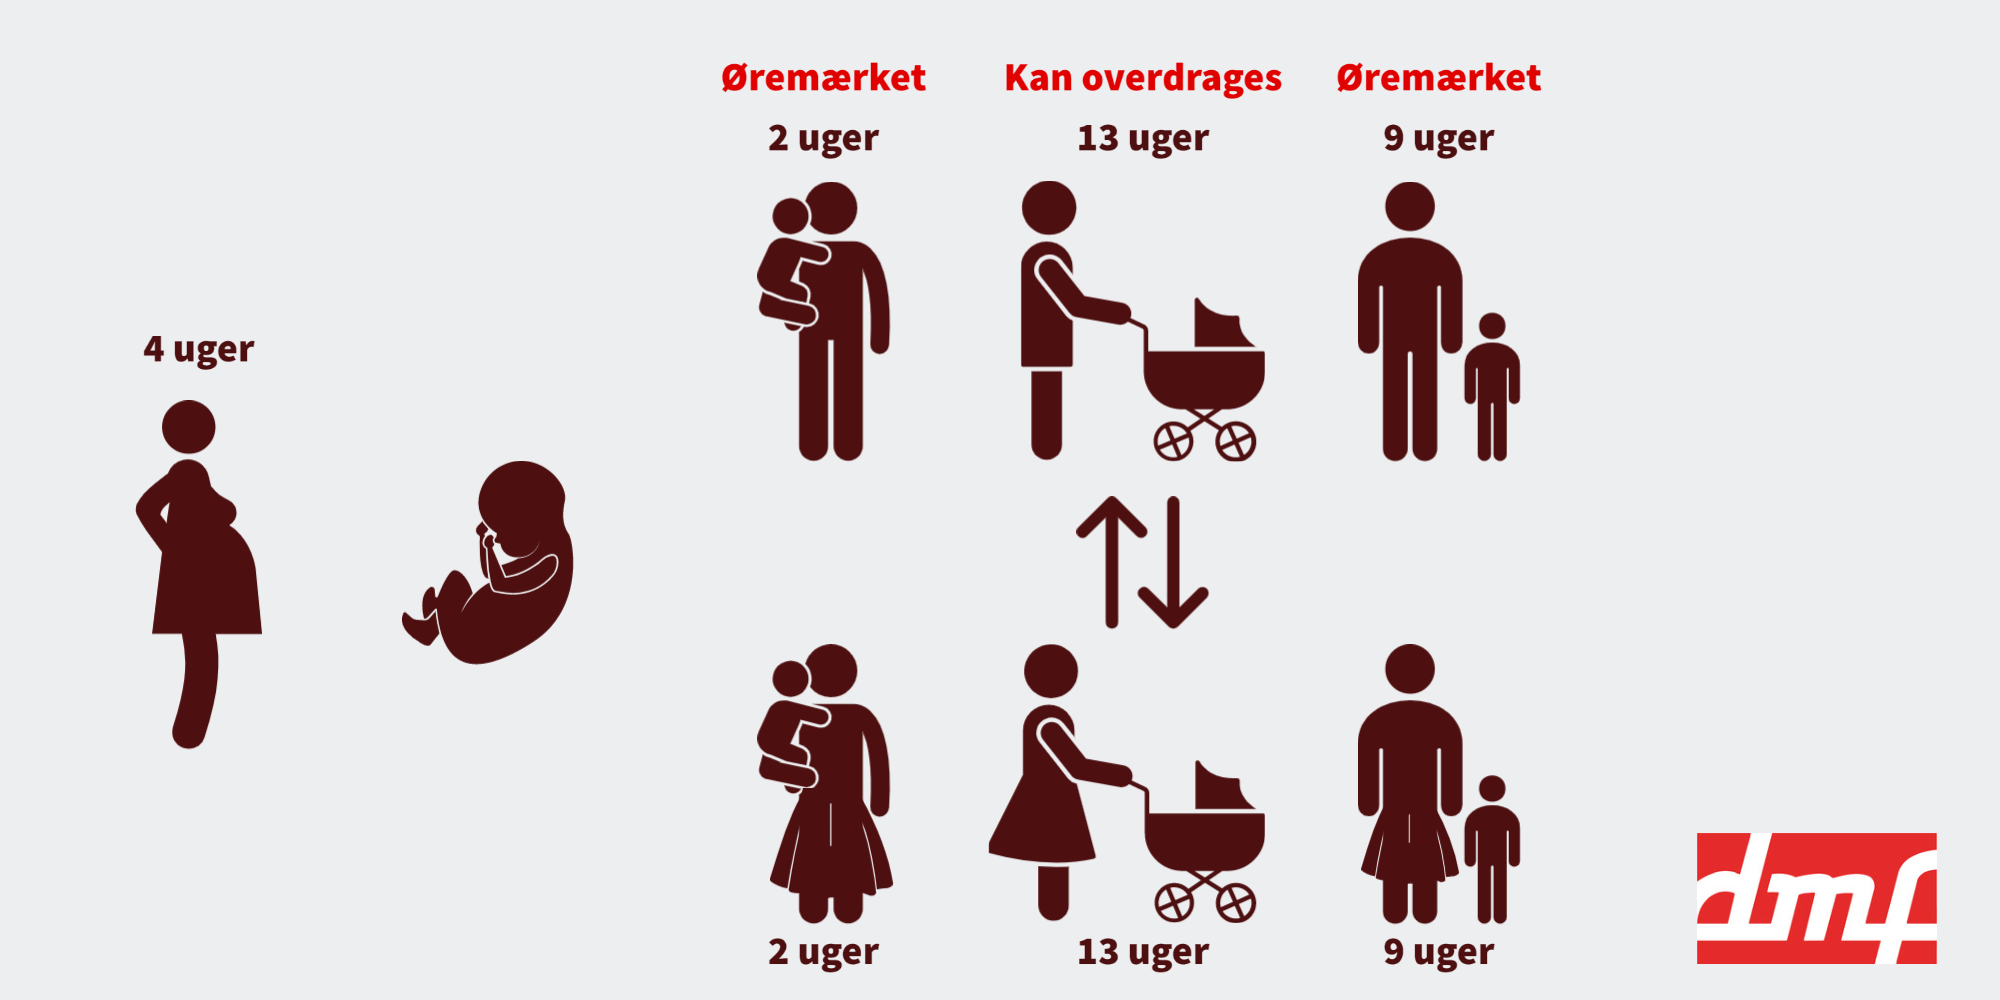 Øremærket
Kan overdrages
Øremærket
2 uger
13 uger
9 uger
4 uger
2 uger
13 uger
9 uger
dmf